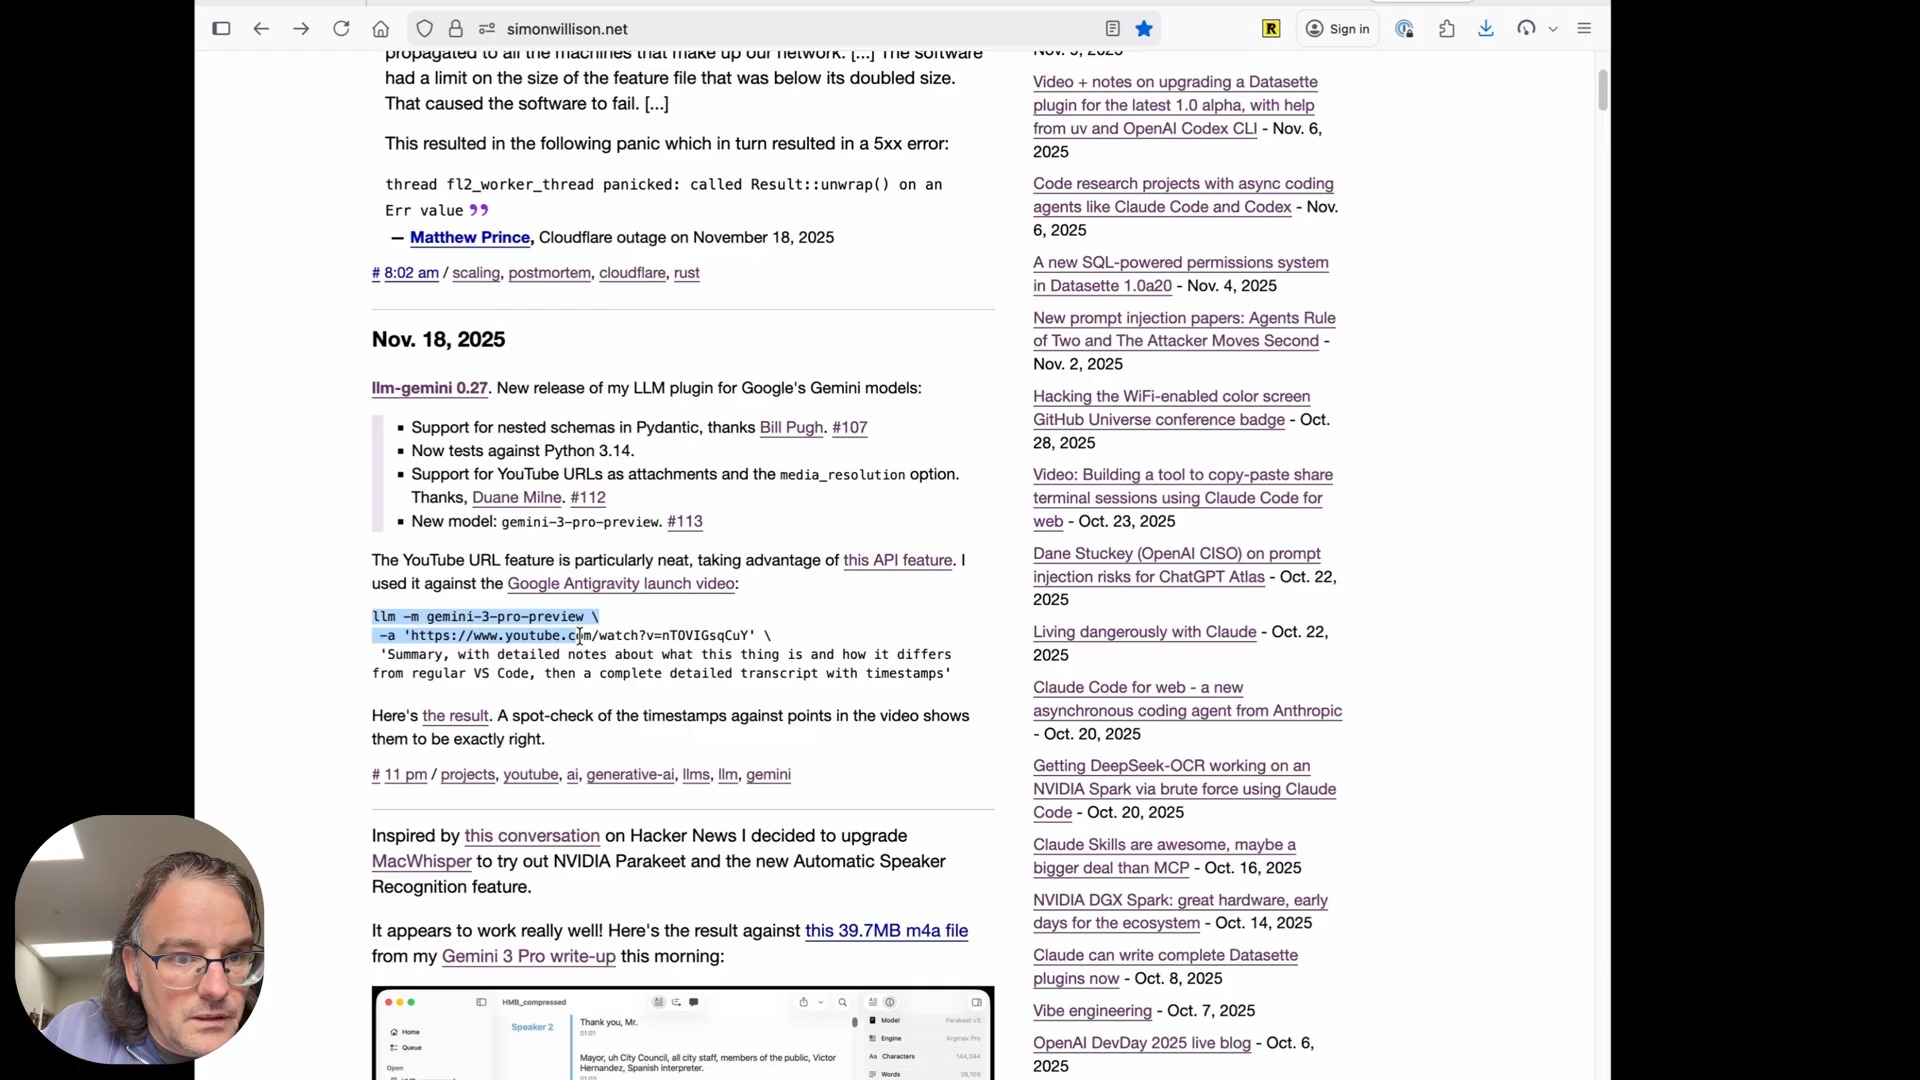 simonwillison.net
Sign in
propagated to all the machines that make up our network. [...] The software
had a limit on the size of the feature file that was below its doubled size.
That caused the software to fail. [...]
This resulted in the following panic which in turn resulted in a 5xx error:
thread fl2_worker_thread panicked: called Result::unwrap() on an
Err value ”
— Matthew Prince, Cloudflare outage on November 18, 2025
# 8:02 am / scaling, postmortem, cloudflare, rust
Nov. 18, 2025
llm-gemini 0.27. New release of my LLM plugin for Google's Gemini models:
▪ Support for nested schemas in Pydantic, thanks Bill Pugh. #107
▪ Now tests against Python 3.14.
▪ Support for YouTube URLs as attachments and the media_resolution option.
Thanks, Duane Milne. #112
▪ New model: gemini-3-pro-preview. #113
The YouTube URL feature is particularly neat, taking advantage of this API feature. I
used it against the Google Antigravity launch video:
llm -m gemini-3-pro-preview \
-a 'https://www.youtube.com/watch?v=nTOVIGsqCuY' \
'Summary, with detailed notes about what this thing is and how it differs
from regular VS Code, then a complete detailed transcript with timestamps'
Here's the result. A spot-check of the timestamps against points in the video shows
them to be exactly right.
# 11 pm / projects, youtube, ai, generative-ai, llms, llm, gemini
Inspired by this conversation on Hacker News I decided to upgrade
MacWhisper to try out NVIDIA Parakeet and the new Automatic Speaker
Recognition feature.
It appears to work really well! Here's the result against this 39.7MB m4a file
from my Gemini 3 Pro write-up this morning:
HMB_compressed
Home
Queue
Open
Speaker 2
Thank you, Mr.
01:01
Mayor, uh City Council, all city staff, members of the public, Victor
Hernandez, Spanish interpreter.
01:03
Model Parakeet v3
Engine Argmax Pro
Characters 144,344
Words 26,109
Nov. 9, 2025
Video + notes on upgrading a Datasette
plugin for the latest 1.0 alpha, with help
from uv and OpenAI Codex CLI - Nov. 6,
2025
Code research projects with async coding
agents like Claude Code and Codex - Nov.
6, 2025
A new SQL-powered permissions system
in Datasette 1.0a20 - Nov. 4, 2025
New prompt injection papers: Agents Rule
of Two and The Attacker Moves Second -
Nov. 2, 2025
Hacking the WiFi-enabled color screen
GitHub Universe conference badge - Oct.
28, 2025
Video: Building a tool to copy-paste share
terminal sessions using Claude Code for
web - Oct. 23, 2025
Dane Stuckey (OpenAI CISO) on prompt
injection risks for ChatGPT Atlas - Oct. 22,
2025
Living dangerously with Claude - Oct. 22,
2025
Claude Code for web - a new
asynchronous coding agent from Anthropic
- Oct. 20, 2025
Getting DeepSeek-OCR working on an
NVIDIA Spark via brute force using Claude
Code - Oct. 20, 2025
Claude Skills are awesome, maybe a
bigger deal than MCP - Oct. 16, 2025
NVIDIA DGX Spark: great hardware, early
days for the ecosystem - Oct. 14, 2025
Claude can write complete Datasette
plugins now - Oct. 8, 2025
Vibe engineering - Oct. 7, 2025
OpenAI DevDay 2025 live blog - Oct. 6,
2025